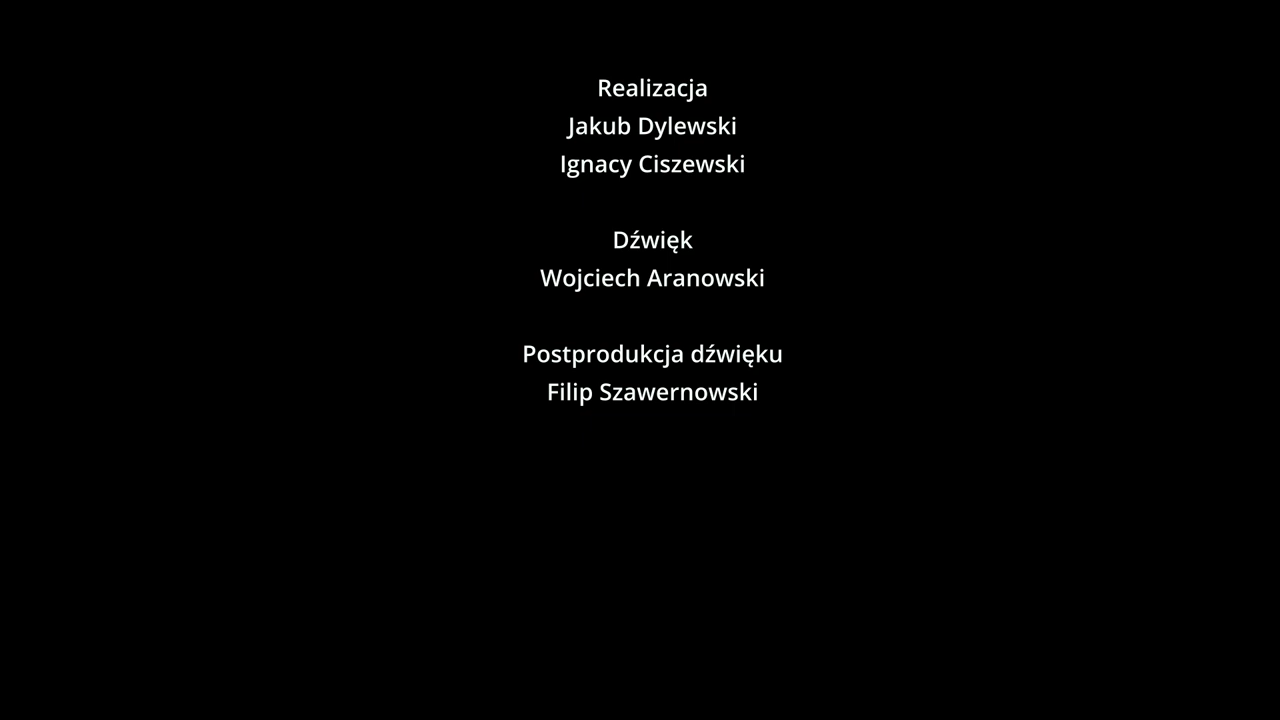 Realizacja
Jakub Dylewski
Ignacy Ciszewski
Dźwięk
Wojciech Aranowski
Postprodukcja dźwięku
Filip Szawernowski